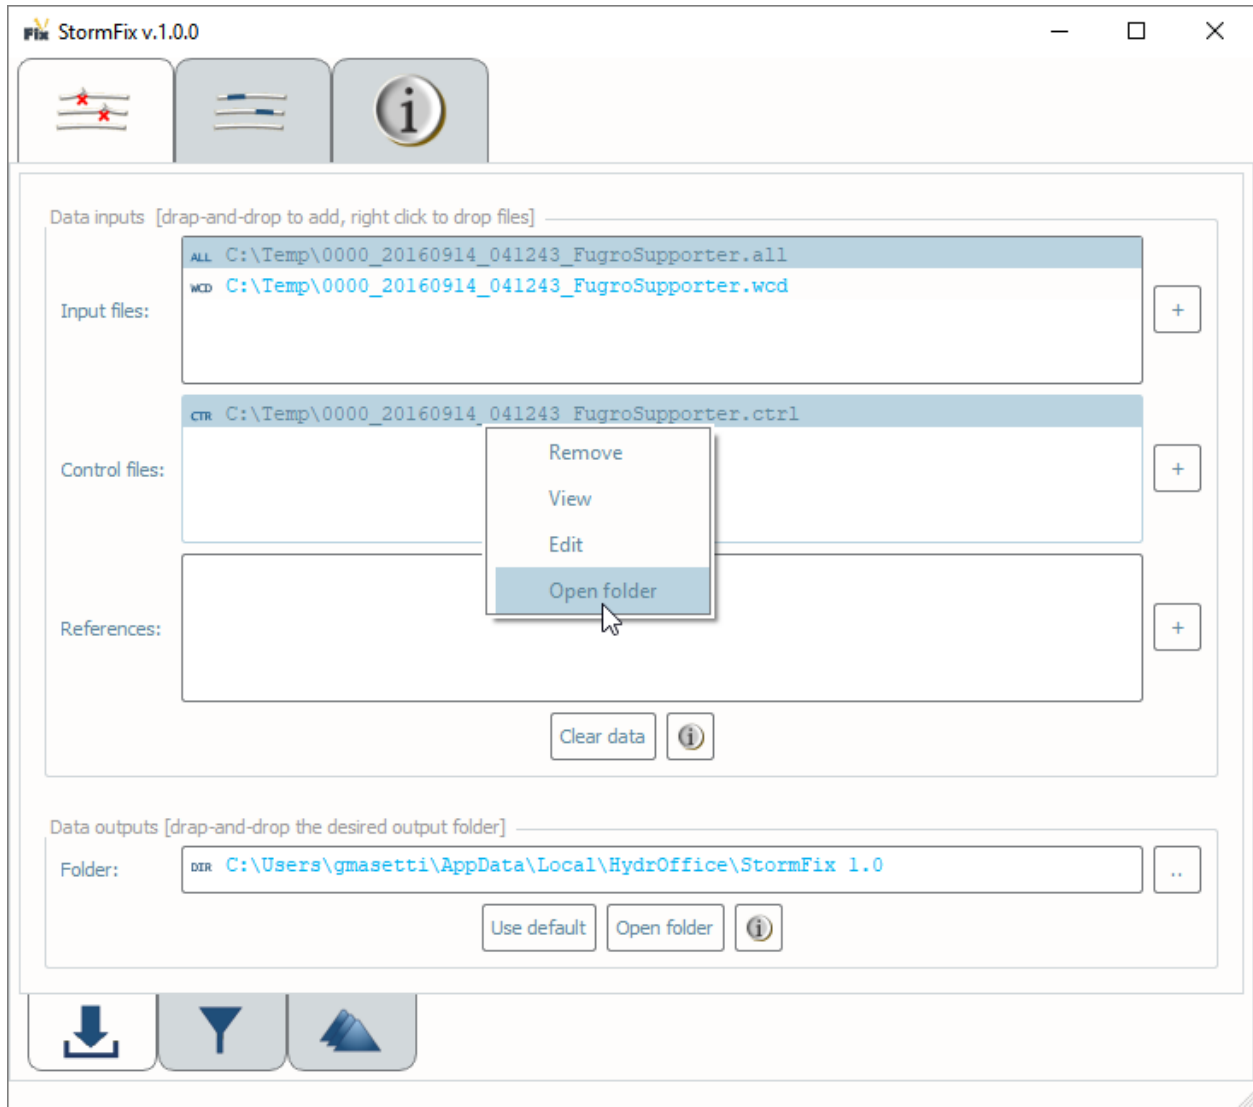 Fix StormFix v.1.0.0
i
Data inputs [drap-and-drop to add, right click to drop files]
ALL C:\Temp\0000_20160914_041243_FugroSupporter.all
WCD C:\Temp\0000_20160914_041243_FugroSupporter.wcd
Input files:
+
CTR C:\Temp\0000_20160914_041243_FugroSupporter.ctrl
Remove
Control files:
+
View
Edit
Open folder
References:
+
Clear data i
Data outputs [drap-and-drop the desired output folder]
Folder:
DIR C:\Users\gmasetti\AppData\Local\HydrOffice\StormFix 1.0
..
Use default Open folder i